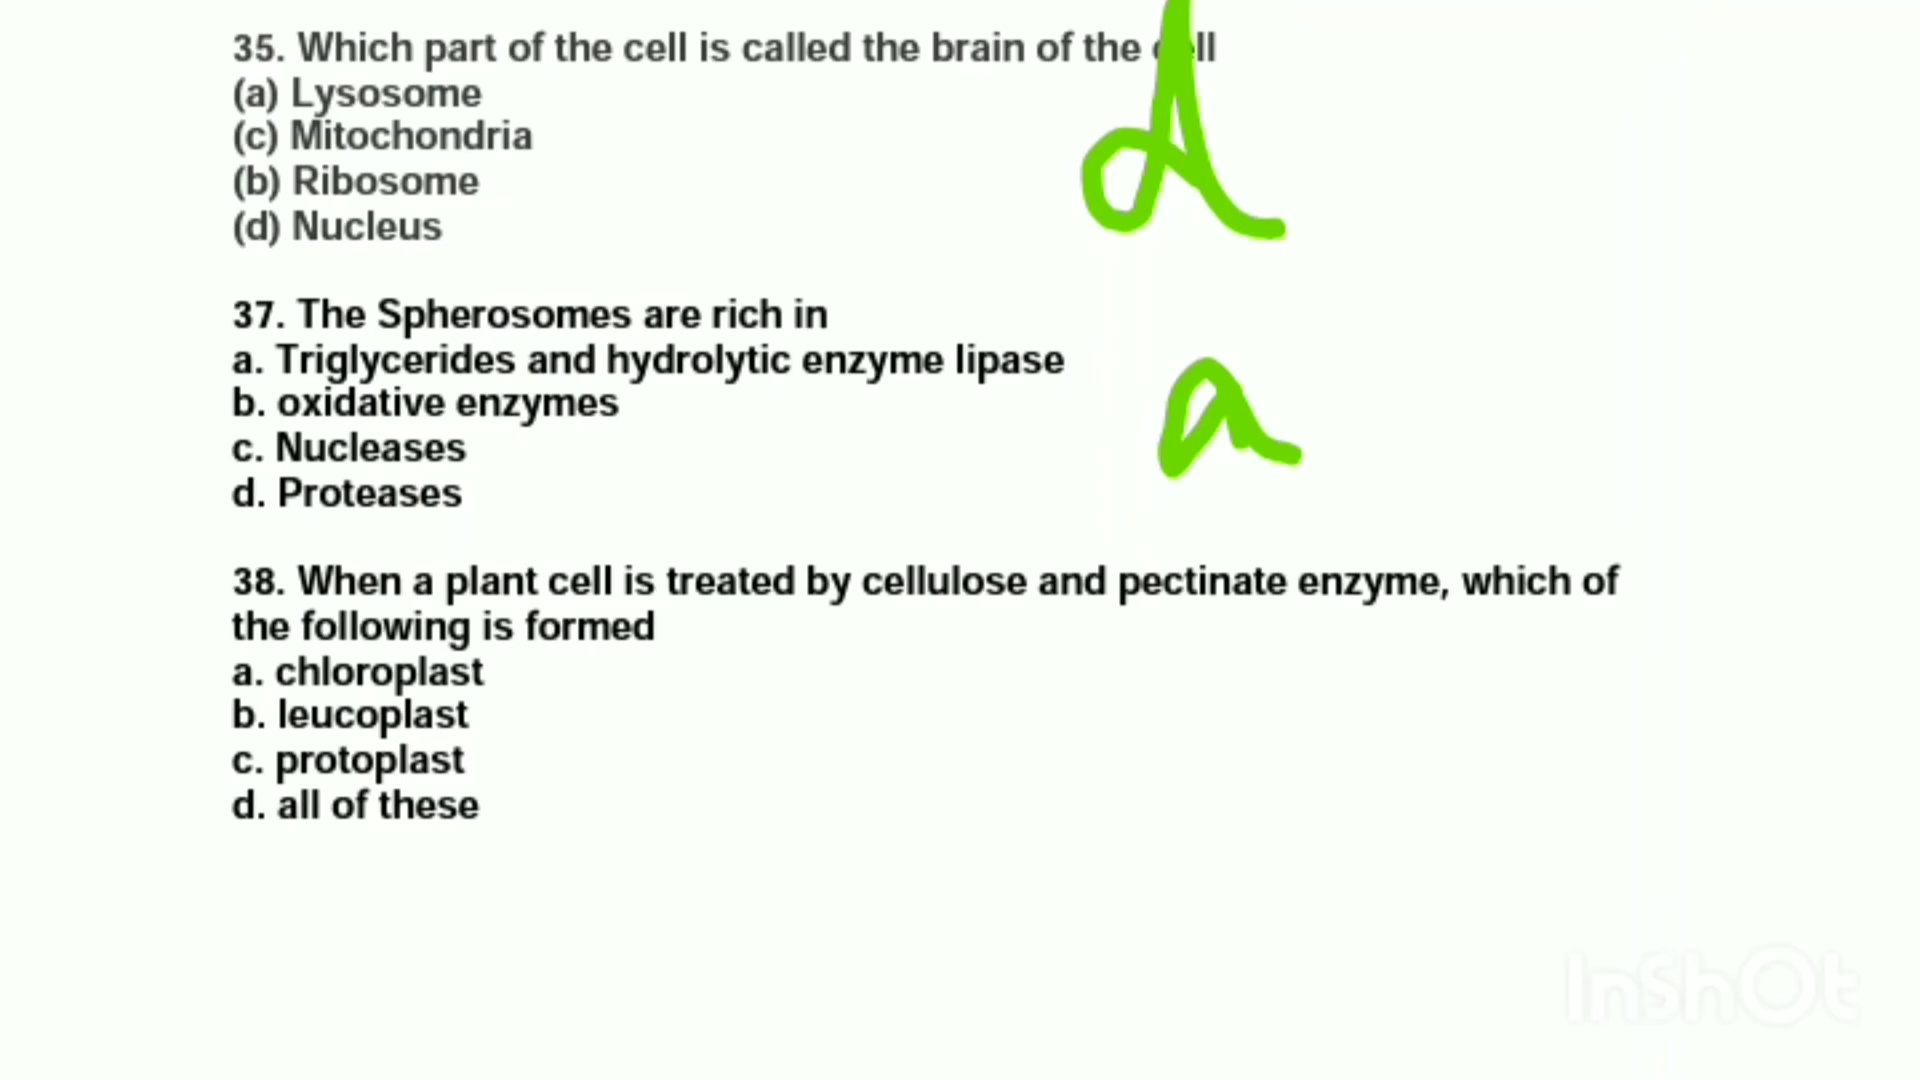 35. Which part of the cell is called the brain of the cell
(a) Lysosome
(c) Mitochondria
(b) Ribosome
(d) Nucleus
d
37. The Spherosomes are rich in
a. Triglycerides and hydrolytic enzyme lipase
b. oxidative enzymes
c. Nucleases
d. Proteases
a
38. When a plant cell is treated by cellulose and pectinate enzyme, which of
the following is formed
a. chloroplast
b. leucoplast
c. protoplast
d. all of these
InShOt